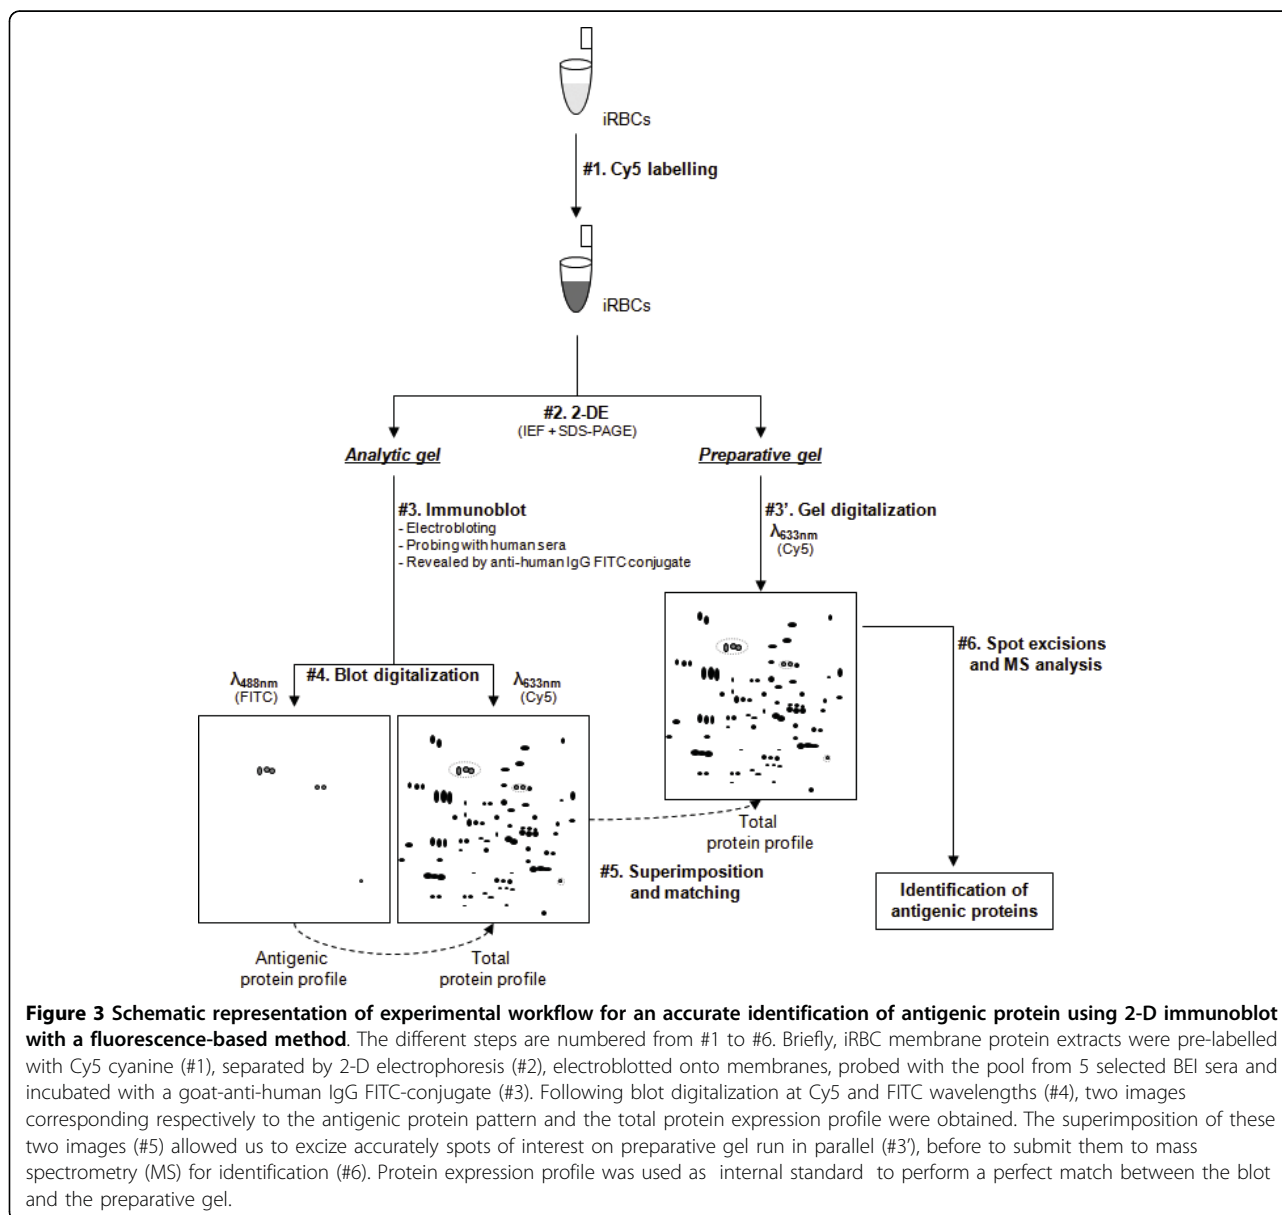 iRBCs
#1. Cy5 labelling
iRBCs
#2. 2-DE
(IEF + SDS-PAGE)
Analytic gel
Preparative gel
#3. Immunoblot
- Electrobloting
- Probing with human sera
- Revealed by anti-human IgG FITC conjugate
#3'. Gel digitalization
λ633nm
(Cy5)
#4. Blot digitalization
λ488nm
(FITC)
λ633nm
(Cy5)
#6. Spot excisions
and MS analysis
Total
protein profile
#5. Superimposition
and matching
Identification of
antigenic proteins
Antigenic
protein profile
Total
protein profile
Figure 3 Schematic representation of experimental workflow for an accurate identification of antigenic protein using 2-D immunoblot
with a fluorescence-based method. The different steps are numbered from #1 to #6. Briefly, iRBC membrane protein extracts were pre-labelled
with Cy5 cyanine (#1), separated by 2-D electrophoresis (#2), electroblotted onto membranes, probed with the pool from 5 selected BEI sera and
incubated with a goat-anti-human IgG FITC-conjugate (#3). Following blot digitalization at Cy5 and FITC wavelengths (#4), two images
corresponding respectively to the antigenic protein pattern and the total protein expression profile were obtained. The superimposition of these
two images (#5) allowed us to excize accurately spots of interest on preparative gel run in parallel (#3'), before to submit them to mass
spectrometry (MS) for identification (#6). Protein expression profile was used as internal standard to perform a perfect match between the blot
and the preparative gel.